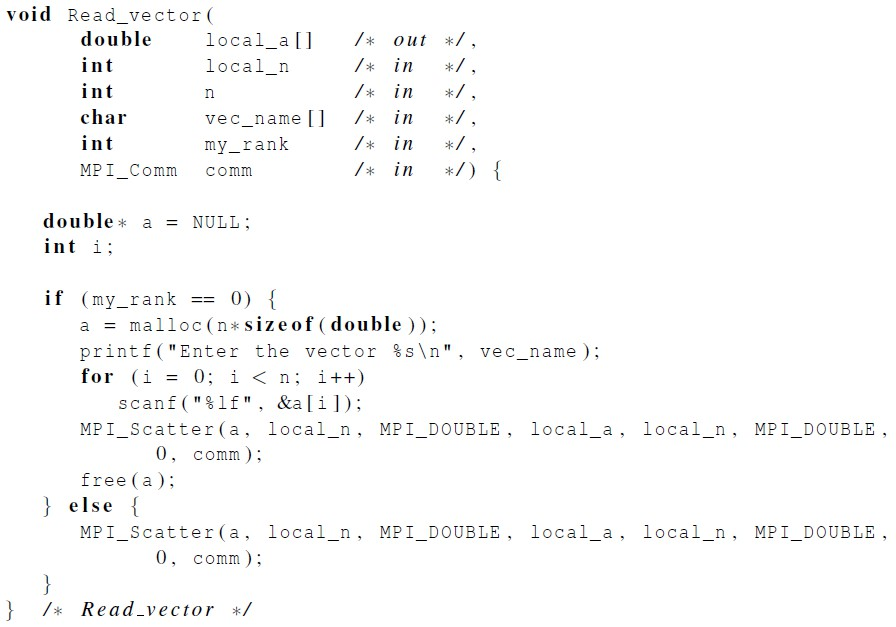 void Read_vector(
double local_a[] /* out */,
int local_n /* in */,
int n /* in */,
char vec_name[] /* in */,
int my_rank /* in */,
MPI_Comm comm /* in */) {
double* a = NULL;
int i;
if (my_rank == 0) {
a = malloc(n*sizeof(double));
printf("Enter the vector %s\n", vec_name);
for (i = 0; i < n; i++)
scanf("%lf", &a[i]);
MPI_Scatter(a, local_n, MPI_DOUBLE, local_a, local_n, MPI_DOUBLE,
0, comm);
free(a);
} else {
MPI_Scatter(a, local_n, MPI_DOUBLE, local_a, local_n, MPI_DOUBLE,
0, comm);
}
} /* Read_vector */